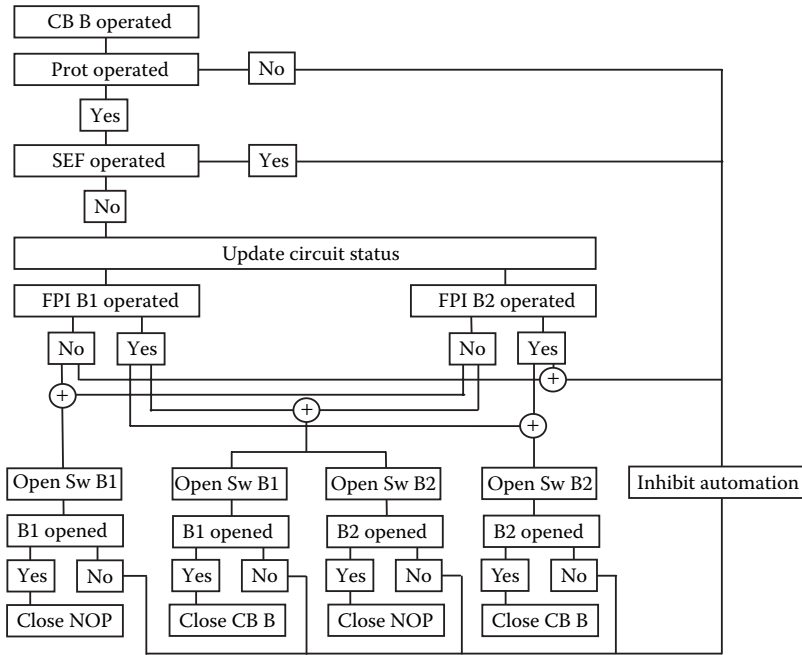 CB B operated
Prot operated
No
Yes
SEF operated
Yes
No
Update circuit status
FPI B1 operated
FPI B2 operated
No
Yes
No
Yes
+
+
+
+
Open Sw B1
Open Sw B1
Open Sw B2
Open Sw B2
Inhibit automation
B1 opened
B1 opened
B2 opened
B2 opened
Yes
No
Yes
No
Yes
No
Yes
No
Close NOP
Close CB B
Close NOP
Close CB B